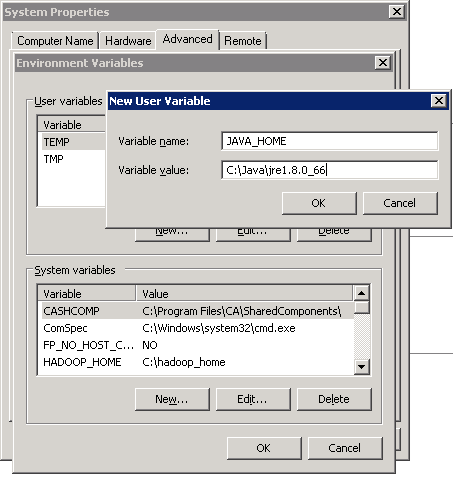 System Properties
Computer Name Hardware Advanced Remote
Environment Variables
User variables
Variable
TEMP
TMP
New User Variable
Variable name: JAVA_HOME
Variable value: C:\Java\jre1.8.0_66
OK Cancel
New... Edit... Delete
System variables
Variable Value
CASHCOMP C:\Program Files\CA\SharedComponents\
ComSpec C:\Windows\system32\cmd.exe
FP_NO_HOST_C... NO
HADOOP_HOME C:\hadoop_home
New... Edit... Delete
OK Cancel